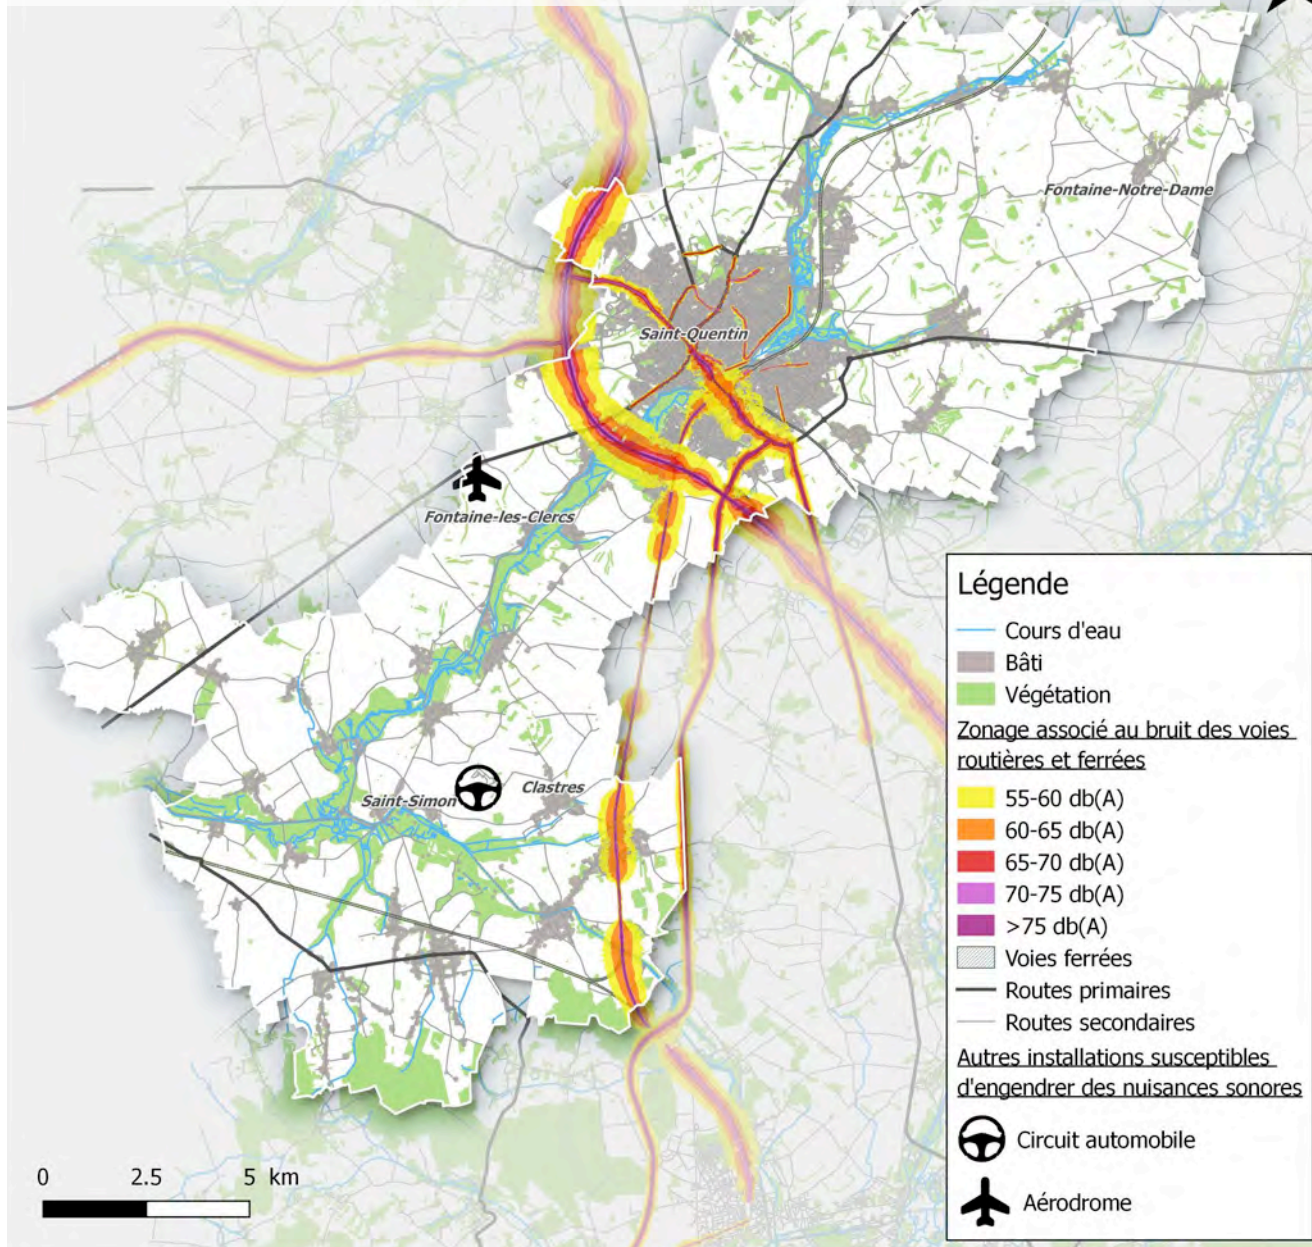 Fontaine-Notre-Dame
Saint-Quentin
Fontaine-les-Clercs
Saint-Simon
Clastres
Légende
Cours d'eau
Bâti
Végétation
Zonage associé au bruit des voies
routières et ferrées
55-60 db(A)
60-65 db(A)
65-70 db(A)
70-75 db(A)
>75 db(A)
Voies ferrées
Routes primaires
Routes secondaires
Autres installations susceptibles
d'engendrer des nuisances sonores
Circuit automobile
Aérodrome
0 2.5 5 km